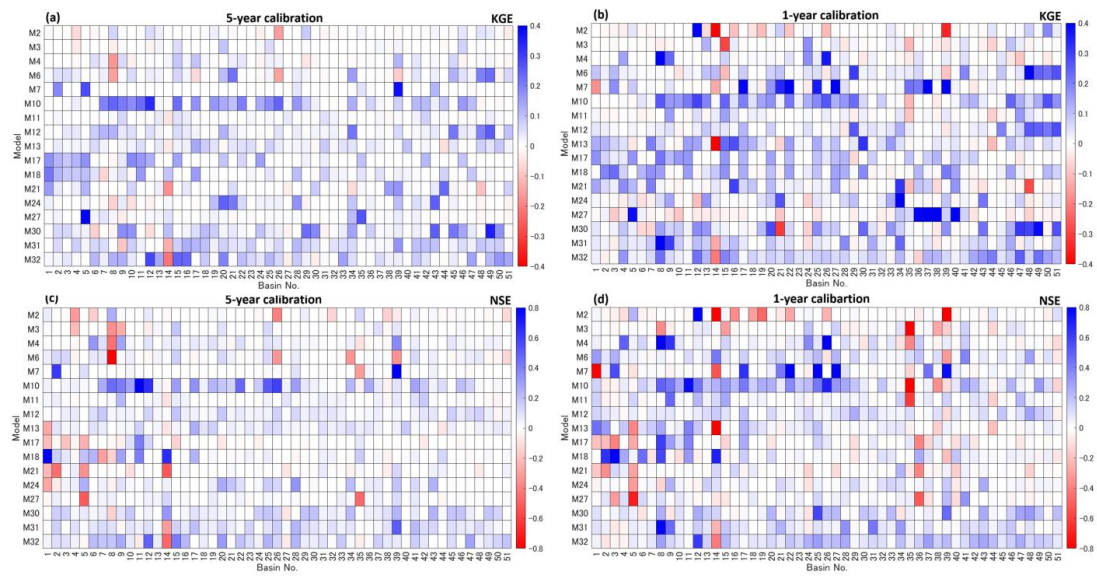 (a) 5-year calibration KGE
M2
M3
M4
M6
M7
M10
M11
M12
M13
M17
M18
M21
M24
M27
M30
M31
M32
Model
1 2 3 4 5 6 7 8 9 10 11 12 13 14 15 16 17 18 19 20 21 22 23 24 25 26 27 28 29 30 31 32 33 34 35 36 37 38 39 40 41 42 43 44 45 46 47 48 49 50 51
Basin No.
0.4
0.3
0.2
0.1
0
−0.1
−0.2
−0.3
−0.4
(b) 1-year calibration KGE
M2
M3
M4
M6
M7
M10
M11
M12
M13
M17
M18
M21
M24
M27
M30
M31
M32
Model
1 2 3 4 5 6 7 8 9 10 11 12 13 14 15 16 17 18 19 20 21 22 23 24 25 26 27 28 29 30 31 32 33 34 35 36 37 38 39 40 41 42 43 44 45 46 47 48 49 50 51
Basin No.
0.4
0.3
0.2
0.1
0
−0.1
−0.2
−0.3
−0.4
(c) 5-year calibration NSE
M2
M3
M4
M6
M7
M10
M11
M12
M13
M17
M18
M21
M24
M27
M30
M31
M32
Model
1 2 3 4 5 6 7 8 9 10 11 12 13 14 15 16 17 18 19 20 21 22 23 24 25 26 27 28 29 30 31 32 33 34 35 36 37 38 39 40 41 42 43 44 45 46 47 48 49 50 51
Basin No.
0.8
0.6
0.4
0.2
0
−0.2
−0.4
−0.6
−0.8
(d) 1-year calibartion NSE
M2
M3
M4
M6
M7
M10
M11
M12
M13
M17
M18
M21
M24
M27
M30
M31
M32
Model
1 2 3 4 5 6 7 8 9 10 11 12 13 14 15 16 17 18 19 20 21 22 23 24 25 26 27 28 29 30 31 32 33 34 35 36 37 38 39 40 41 42 43 44 45 46 47 48 49 50 51
Basin No.
0.8
0.6
0.4
0.2
0
−0.2
−0.4
−0.6
−0.8